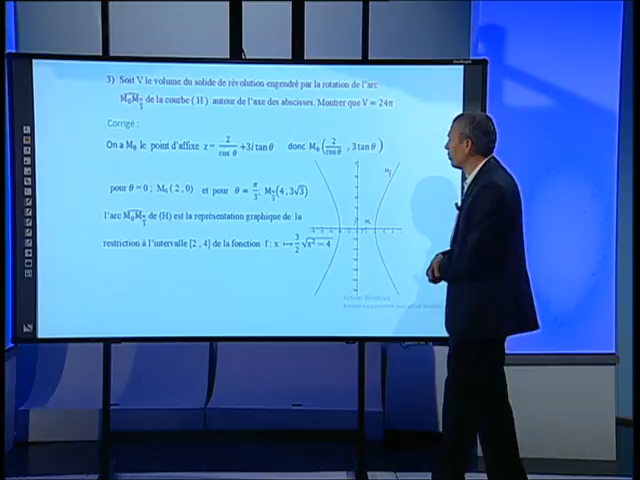 3) Soit V le volume du solide de révolution engendré par la rotation de l'arc
M₀M_π/3 de la courbe ( H ) autour de l'axe des abscisses. Montrer que V = 24π
Corrigé :
On a M_θ le point d'affixe z = 2/cos θ + 3i tan θ donc M_θ ( 2/cos θ , 3 tan θ )
pour θ = 0 ; M₀ ( 2 , 0 ) et pour θ = π/3 , M_π/3 (4 , 3√3 )
l'arc M₀M_π/3 de (H) est la représentation graphique de la
restriction à l'intervalle [2 , 4] de la fonction f : x ↦ 3/2 √(x² − 4)
Activer Windows